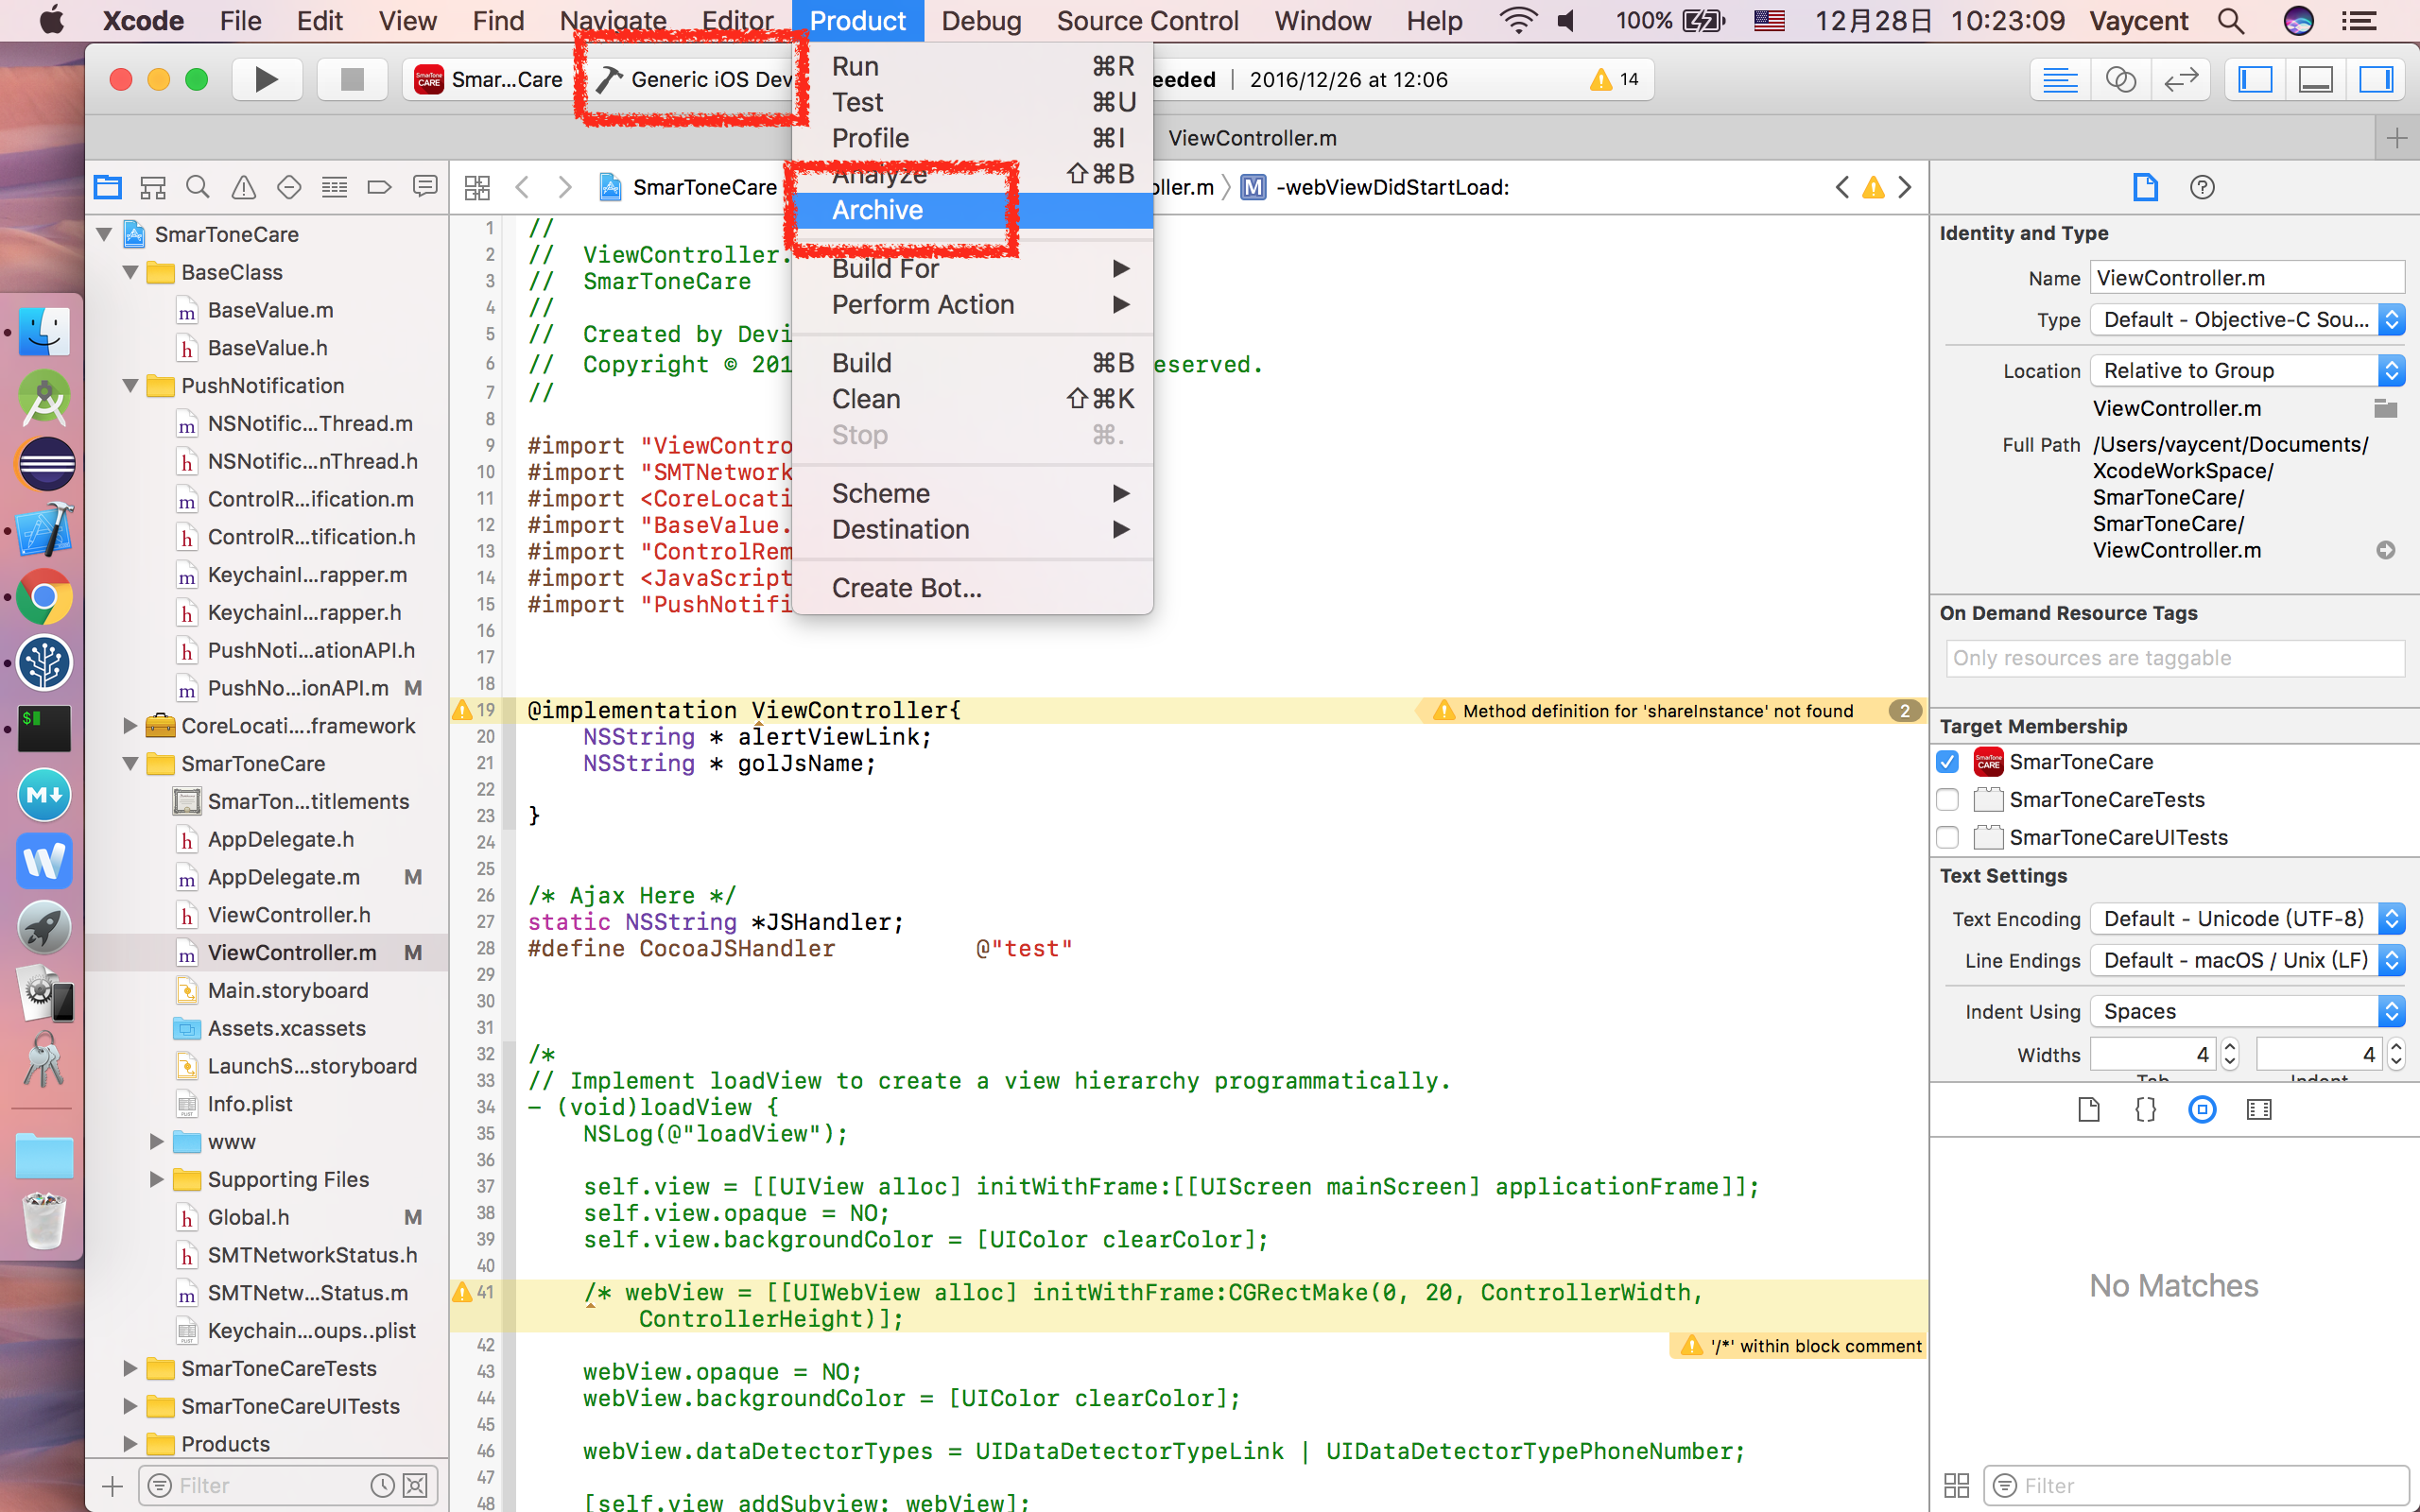 Xcode File Edit View Find Navigate Editor Product Debug Source Control Window Help 100% 12月28日 10:23:09 Vaycent
Smar...Care Generic iOS Dev eeded | 2016/12/26 at 12:06 14
Run ⌘R
Test ⌘U
Profile ⌘I
Analyze ⇧⌘B
Archive
Build For
Perform Action
Build ⌘B
Clean ⇧⌘K
Stop ⌘.
Scheme
Destination
Create Bot...
ViewController.m
SmarToneCare ller.m M -webViewDidStartLoad:
SmarToneCare
BaseClass
m BaseValue.m
h BaseValue.h
PushNotification
m NSNotific...Thread.m
h NSNotific...nThread.h
m ControlR...ification.m
h ControlR...tification.h
m KeychainI...rapper.m
h KeychainI...rapper.h
h PushNoti...ationAPI.h
m PushNo...ionAPI.m M
CoreLocati....framework
SmarToneCare
SmarTon...titlements
h AppDelegate.h
m AppDelegate.m M
h ViewController.h
m ViewController.m M
Main.storyboard
Assets.xcassets
LaunchS...storyboard
Info.plist
www
Supporting Files
h Global.h M
h SMTNetworkStatus.h
m SMTNetw...Status.m
Keychain...oups..plist
SmarToneCareTests
SmarToneCareUITests
Products
Filter
1 //
2 //  ViewController.
3 //  SmarToneCare
4 //
5 //  Created by Devi
6 //  Copyright © 201 eserved.
7 //
8
9 #import "ViewContro
10 #import "SMTNetwork
11 #import <CoreLocati
12 #import "BaseValue.
13 #import "ControlRem
14 #import <JavaScript
15 #import "PushNotifi
16
17
18
19 @implementation ViewController{ Method definition for 'shareInstance' not found 2
20     NSString * alertViewLink;
21     NSString * golJsName;
22
23 }
24
25
26 /* Ajax Here */
27 static NSString *JSHandler;
28 #define CocoaJSHandler          @"test"
29
30
31
32 /*
33 // Implement loadView to create a view hierarchy programmatically.
34 - (void)loadView {
35     NSLog(@"loadView");
36
37     self.view = [[UIView alloc] initWithFrame:[[UIScreen mainScreen] applicationFrame]];
38     self.view.opaque = NO;
39     self.view.backgroundColor = [UIColor clearColor];
40
41     /* webView = [[UIWebView alloc] initWithFrame:CGRectMake(0, 20, ControllerWidth,
        ControllerHeight)];
42 '/*' within block comment
43     webView.opaque = NO;
44     webView.backgroundColor = [UIColor clearColor];
45
46     webView.dataDetectorTypes = UIDataDetectorTypeLink | UIDataDetectorTypePhoneNumber;
47
48     [self.view addSubview: webView];
Identity and Type
Name ViewController.m
Type Default - Objective-C Sou...
Location Relative to Group
ViewController.m
Full Path /Users/vaycent/Documents/
XcodeWorkSpace/
SmarToneCare/
SmarToneCare/
ViewController.m
On Demand Resource Tags
Only resources are taggable
Target Membership
SmarTone CARE SmarToneCare
SmarToneCareTests
SmarToneCareUITests
Text Settings
Text Encoding Default - Unicode (UTF-8)
Line Endings Default - macOS / Unix (LF)
Indent Using Spaces
Widths 4 4
Tab Indent
No Matches
Filter